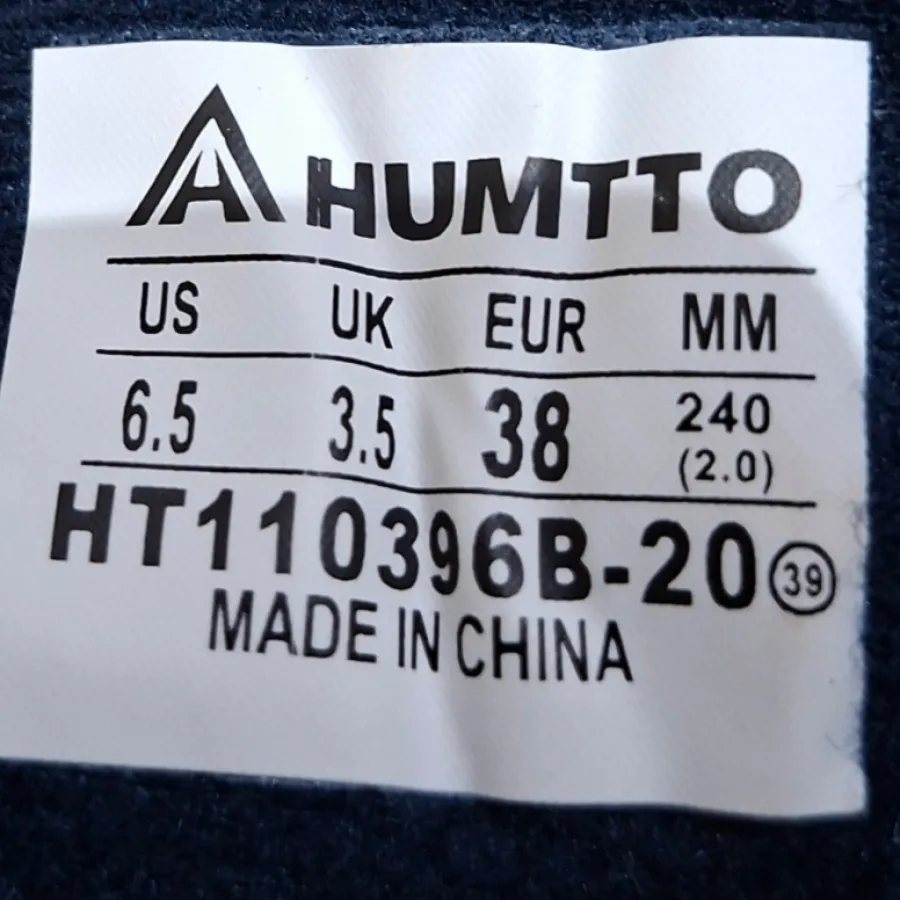 HUMTTO
US UK EUR MM
6.5 3.5 38 240
(2.0)
HT110396B-20 39
MADE IN CHINA